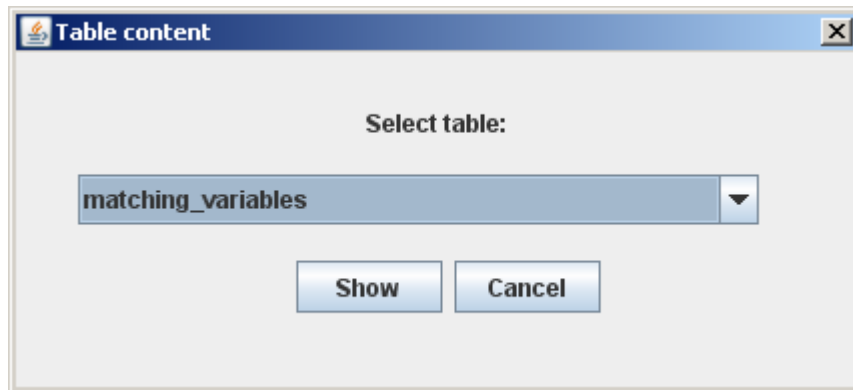 Table content
Select table:
matching_variables
Show Cancel